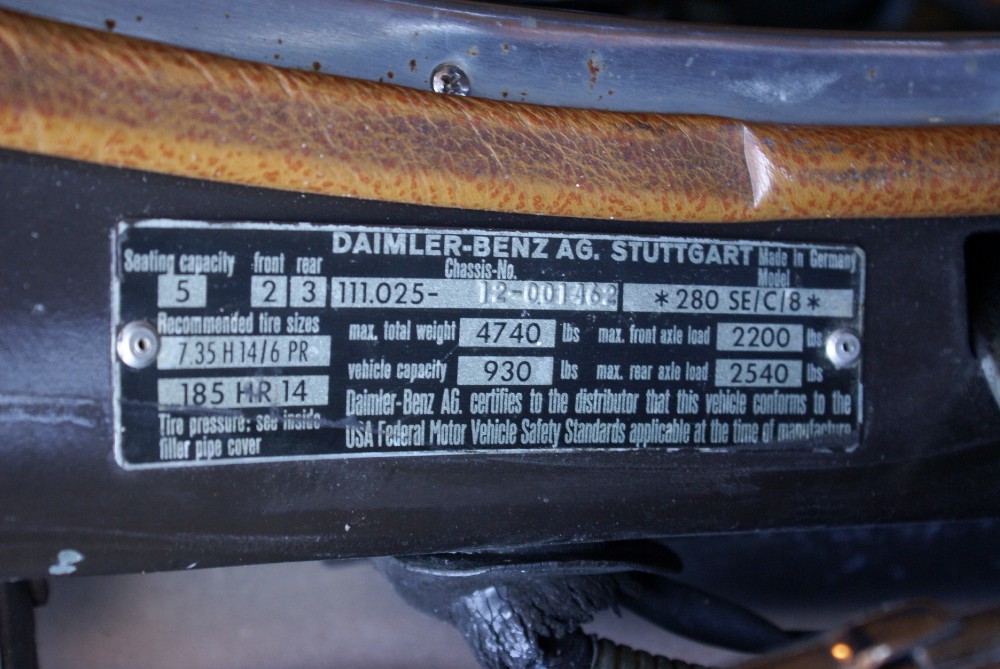 DAIMLER-BENZ AG. STUTTGART Made in Germany
Seating capacity front rear Chassis-No. Model
5 2 3 111.025- 12-001462 *280 SE/C/8*
Recommended tire sizes max. total weight 4740 lbs max. front axle load 2200 lbs
7.35 H 14/6 PR vehicle capacity 930 lbs max. rear axle load 2540 lbs
185 HR 14 Daimler-Benz AG. certifies to the distributor that this vehicle conforms to the
Tire pressure: see inside USA Federal Motor Vehicle Safety Standards applicable at the time of manufacture
filler pipe cover